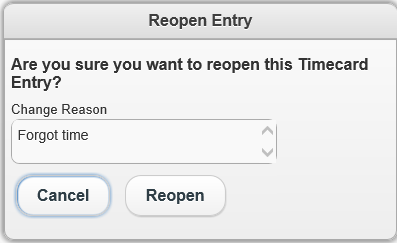 Reopen Entry
Are you sure you want to reopen this Timecard
Entry?
Change Reason
Forgot time
Cancel Reopen